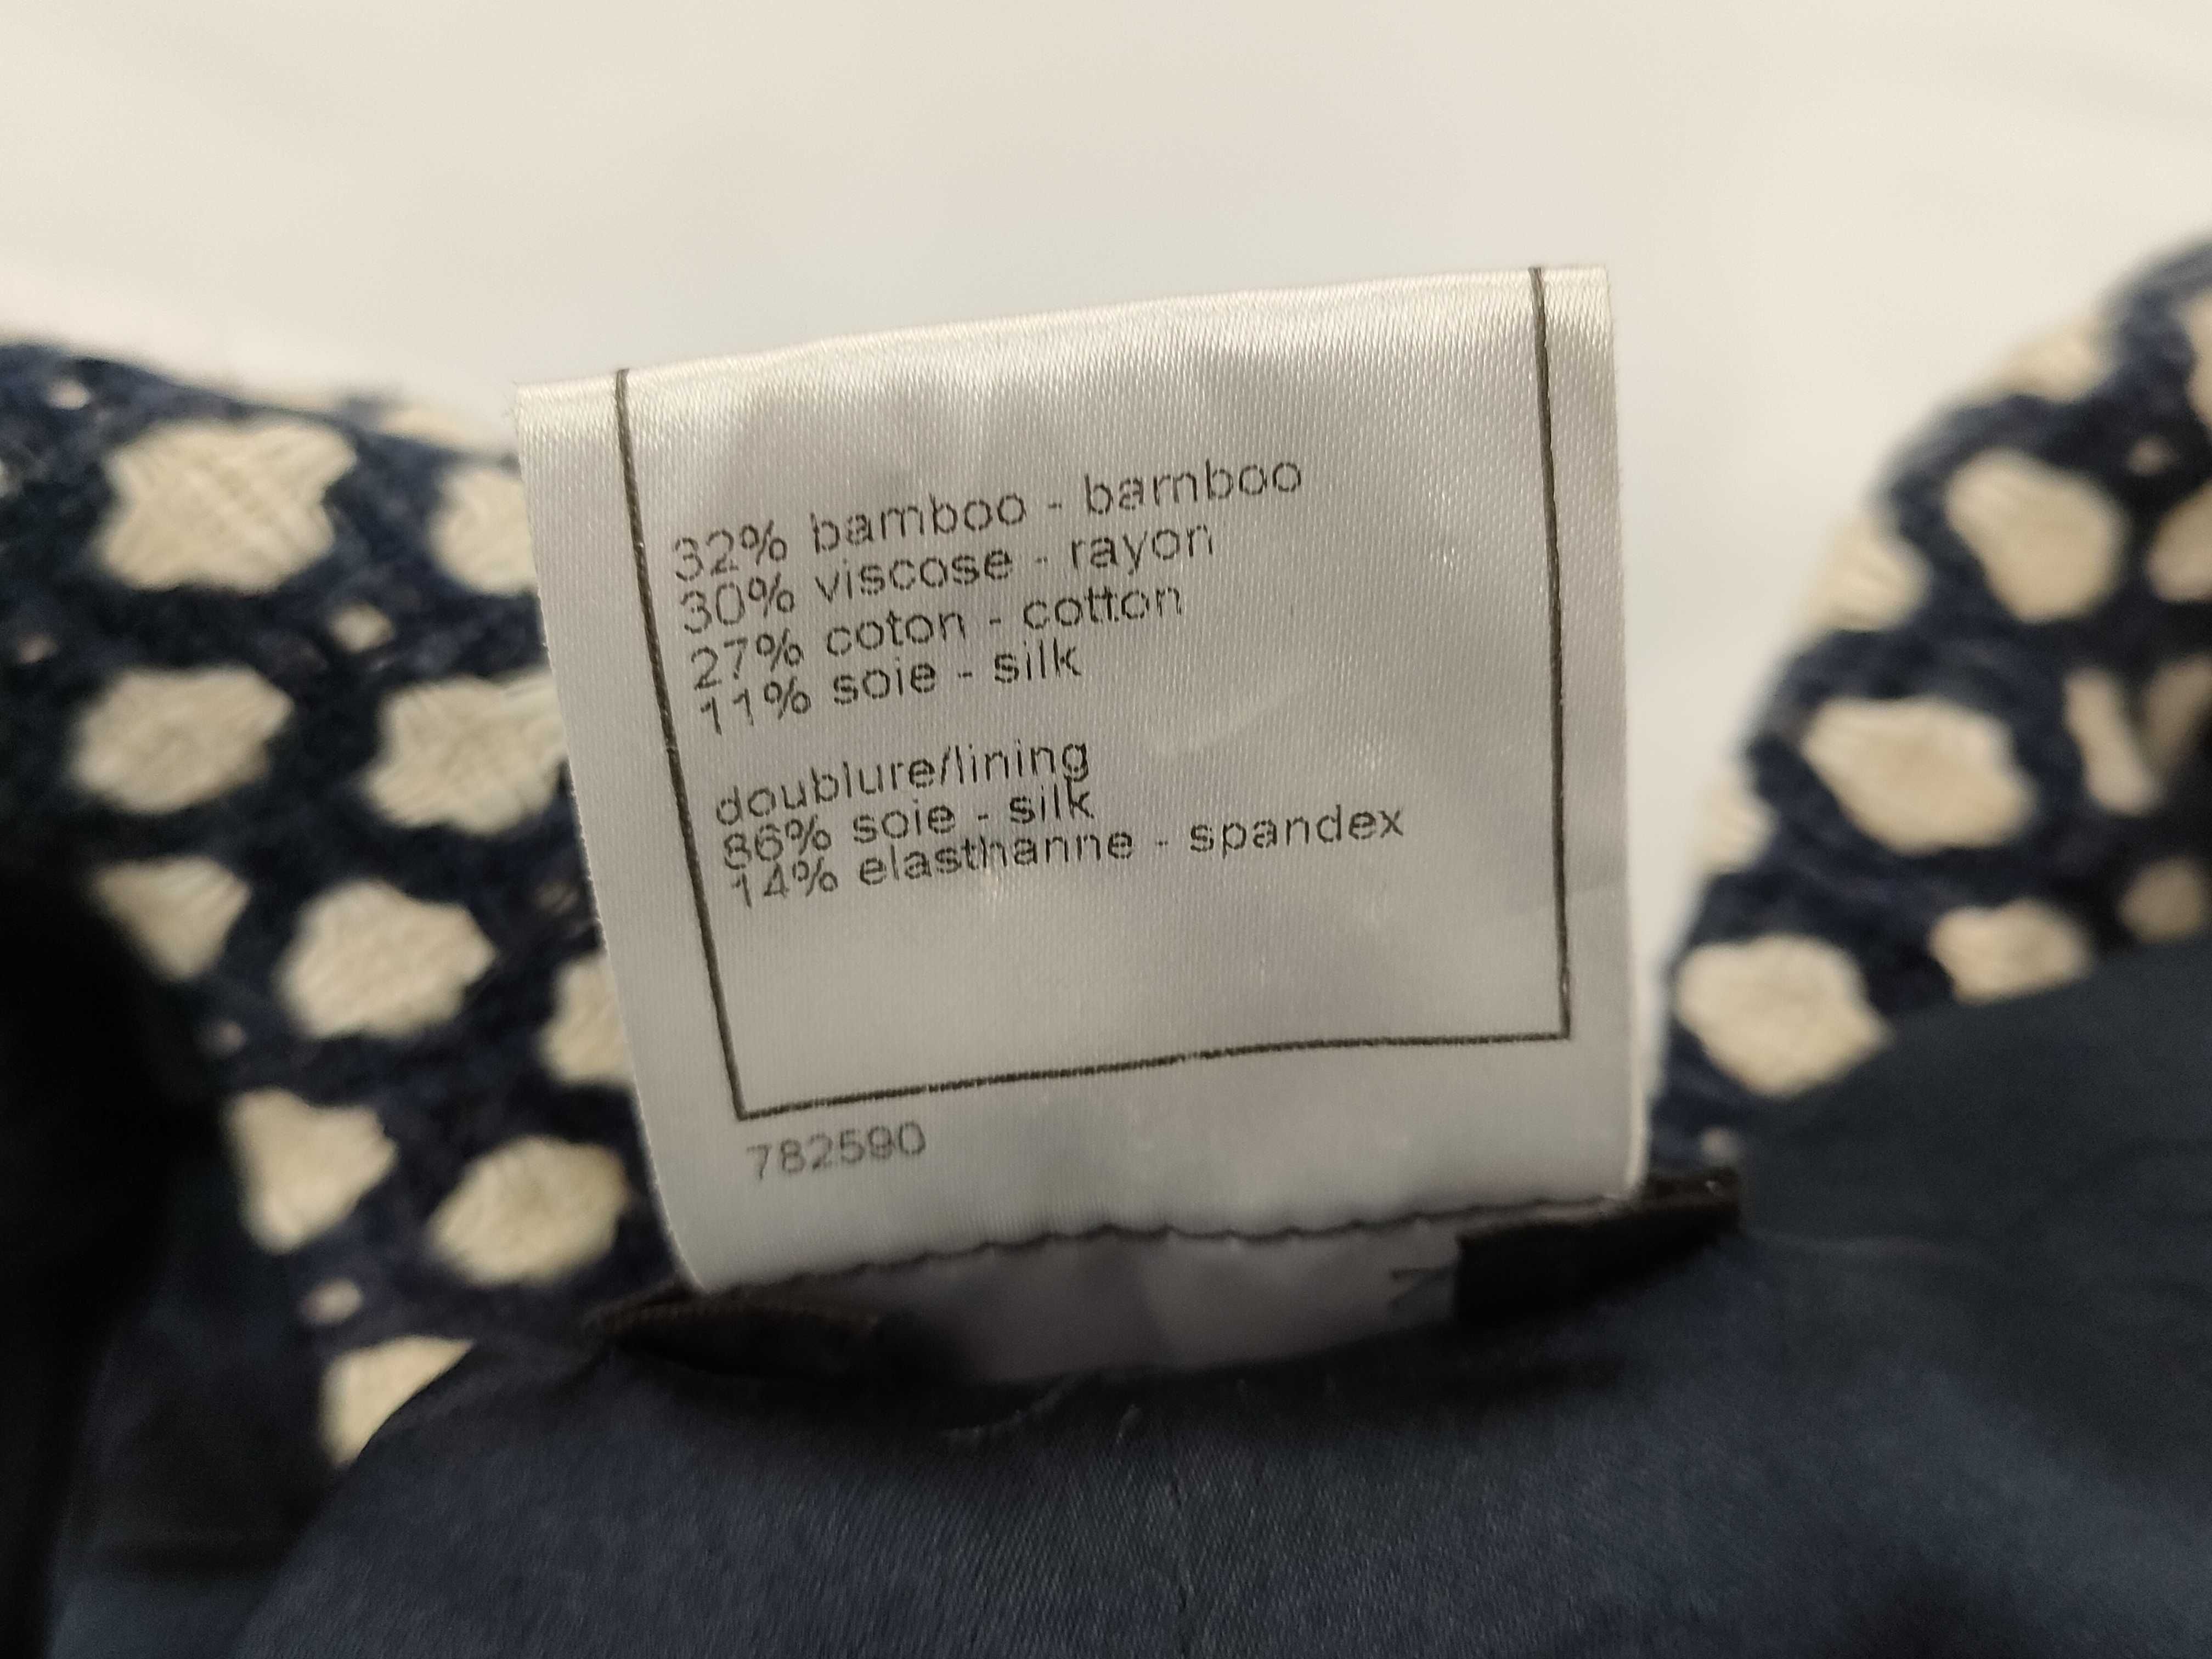 32% bamboo - bamboo
30% viscose - rayon
27% coton - cotton
11% soie - silk
doublure/lining
86% soie - silk
14% elasthanne - spandex
782590